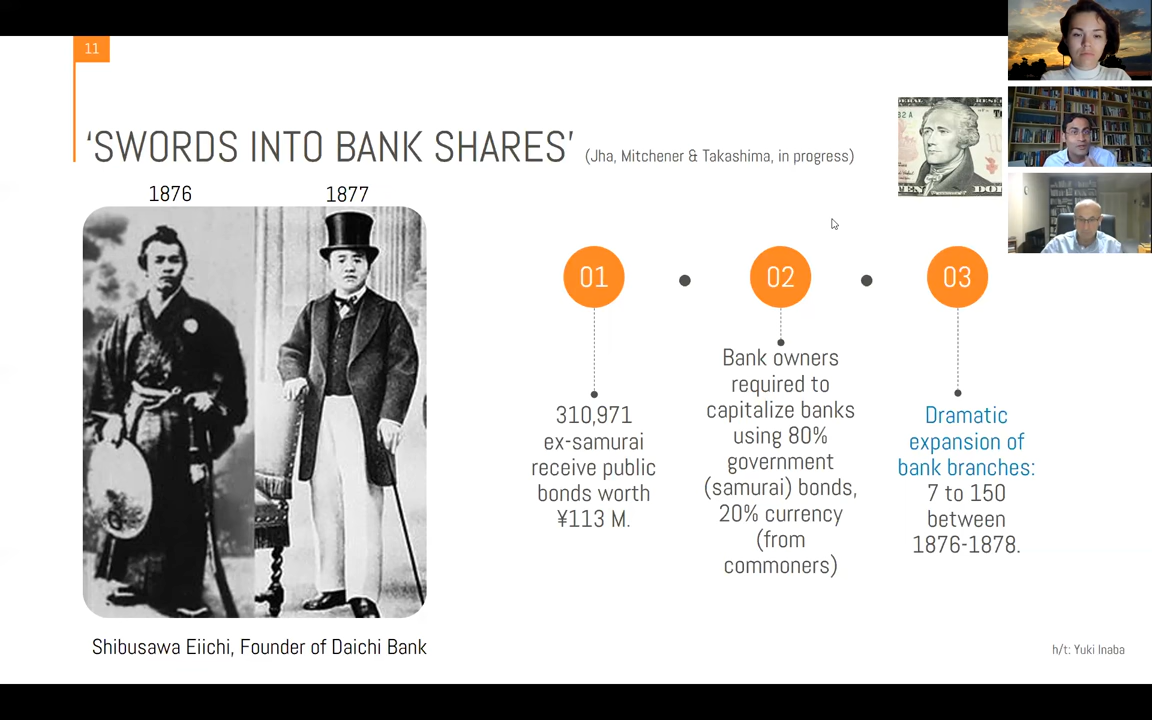 11
‘SWORDS INTO BANK SHARES’ (Jha, Mitchener & Takashima, in progress)
1876
1877
Shibusawa Eiichi, Founder of Daichi Bank
01
310,971
ex-samurai
receive public
bonds worth
¥113 M.
02
Bank owners
required to
capitalize banks
using 80%
government
(samurai) bonds,
20% currency
(from
commoners)
03
Dramatic
expansion of
bank branches:
7 to 150
between
1876-1878.
h/t: Yuki Inaba